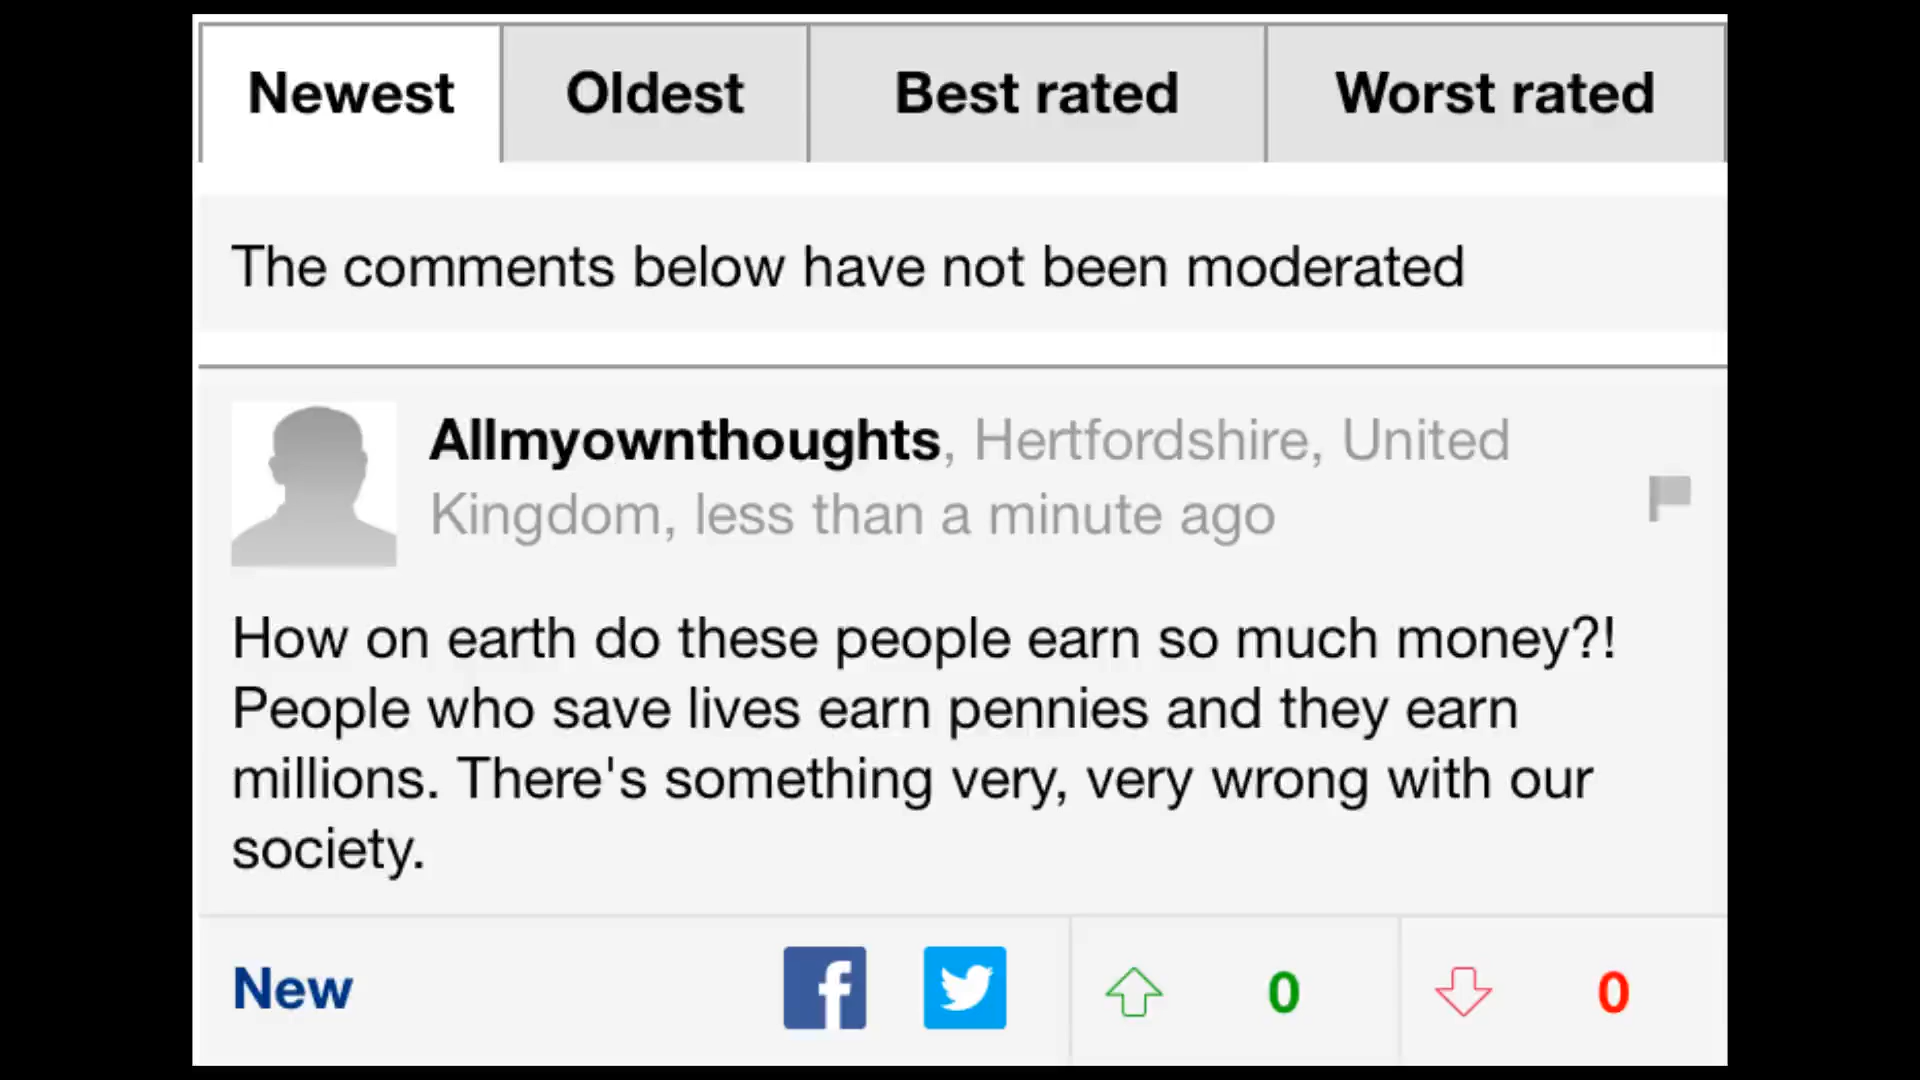 Newest Oldest Best rated Worst rated
The comments below have not been moderated
Allmyownthoughts, Hertfordshire, United
Kingdom, less than a minute ago
How on earth do these people earn so much money?!
People who save lives earn pennies and they earn
millions. There's something very, very wrong with our
society.
New f 0 0